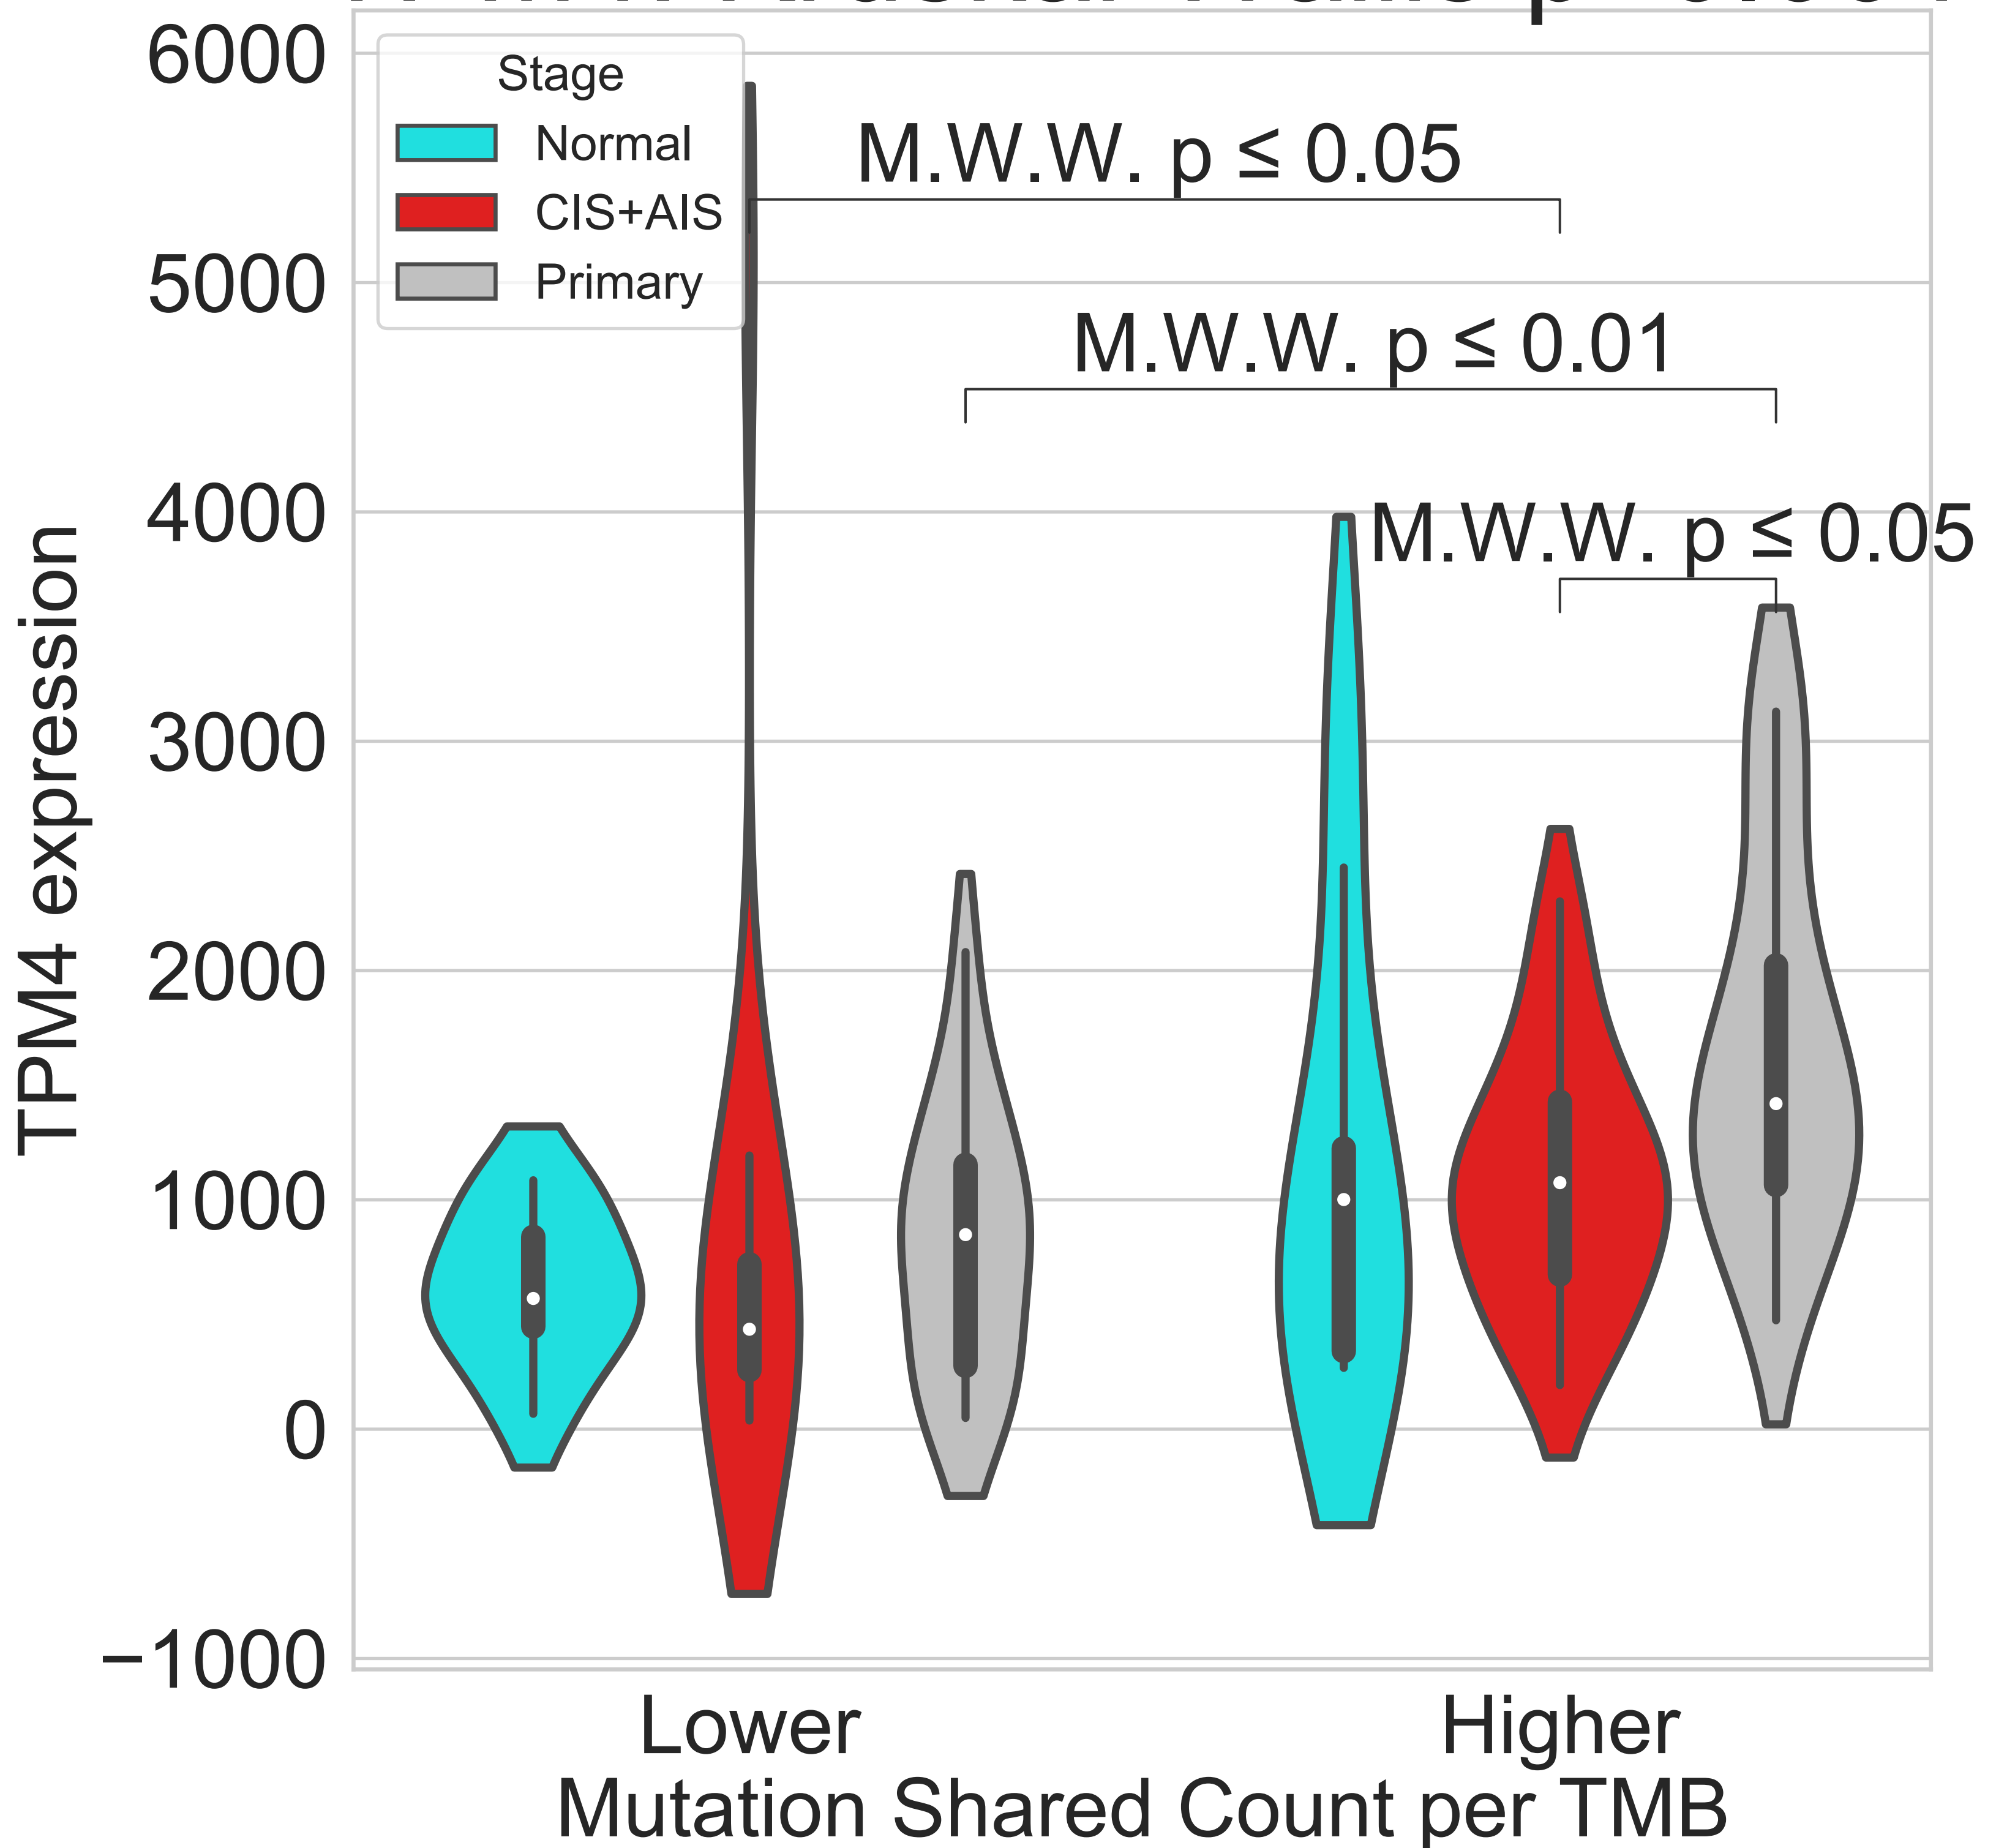 6000
5000
4000
3000
2000
1000
0
−1000
TPM4 expression
Stage
Normal
CIS+AIS
Primary
M.W.W. p ≤ 0.05
M.W.W. p ≤ 0.01
M.W.W. p ≤ 0.05
Lower
Higher
Mutation Shared Count per TMB